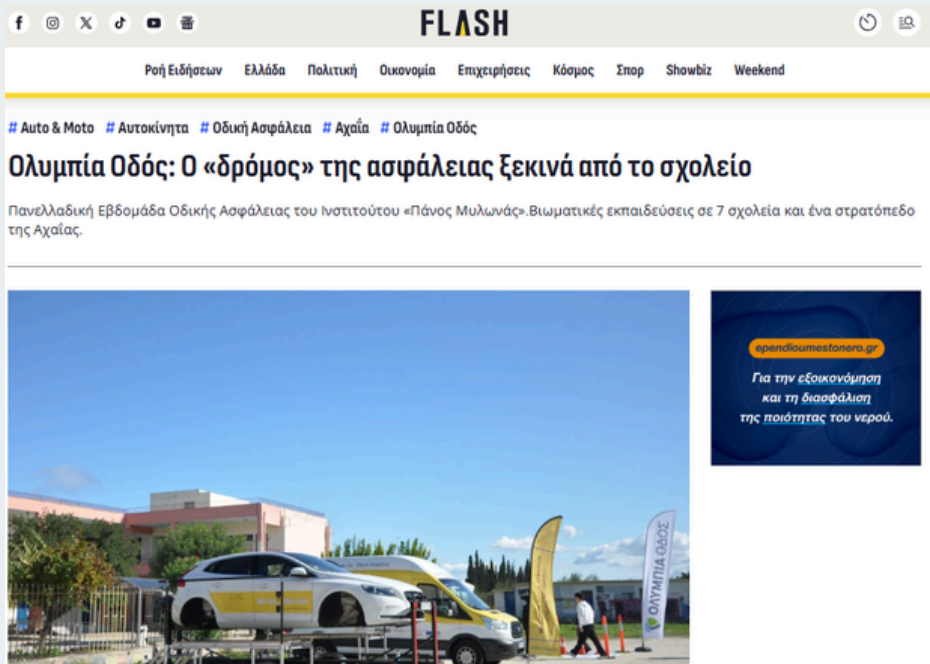 FLASH
Ροή Ειδήσεων Ελλάδα Πολιτική Οικονομία Επιχειρήσεις Κόσμος Σπορ Showbiz Weekend
# Auto & Moto # Αυτοκίνητα # Οδική Ασφάλεια # Αχαΐα # Ολυμπία Οδός
Ολυμπία Οδός: Ο «δρόμος» της ασφάλειας ξεκινά από το σχολείο
Πανελλαδική Εβδομάδα Οδικής Ασφάλειας του Ινστιτούτου «Πάνος Μυλωνάς».Βιωματικές εκπαιδεύσεις σε 7 σχολεία και ένα στρατόπεδο
της Αχαΐας.
ependioumestonero.gr
Για την εξοικονόμηση
και τη διασφάλιση
της ποιότητας του νερού.
ΟΛΥΜΠΙΑ ΟΔΟΣ